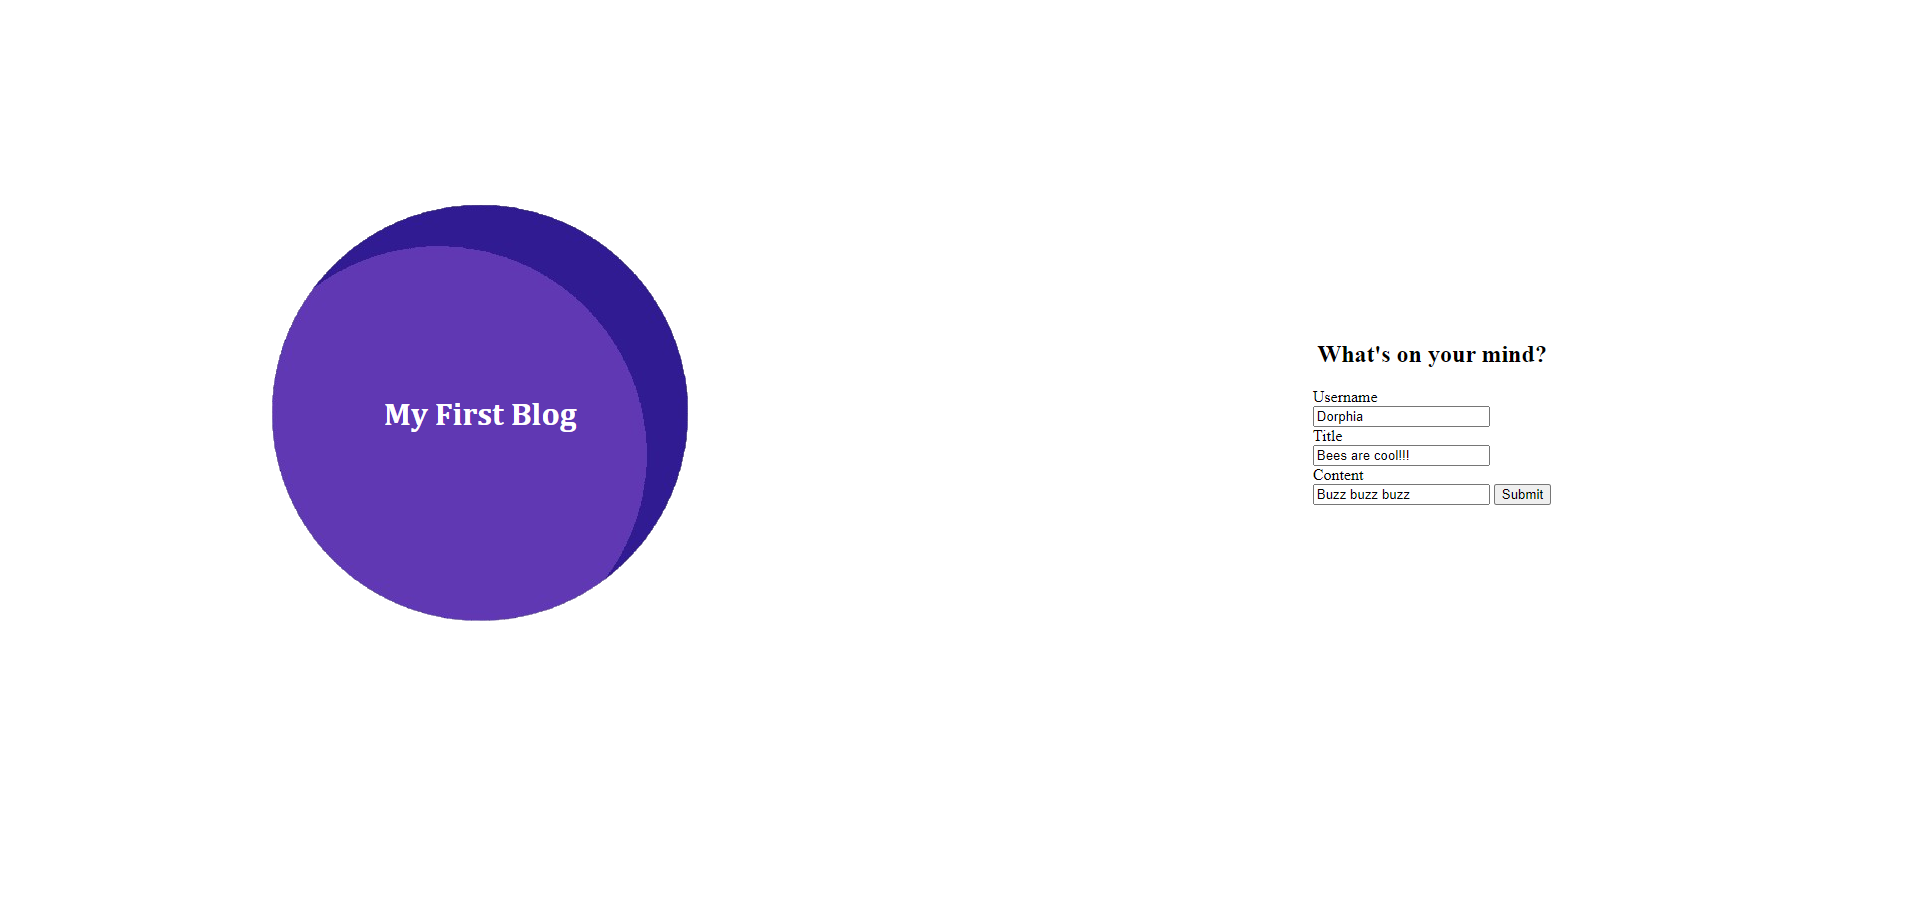 My First Blog
What's on your mind?
Username
Dorphia
Title
Bees are cool!!!
Content
Buzz buzz buzz Submit